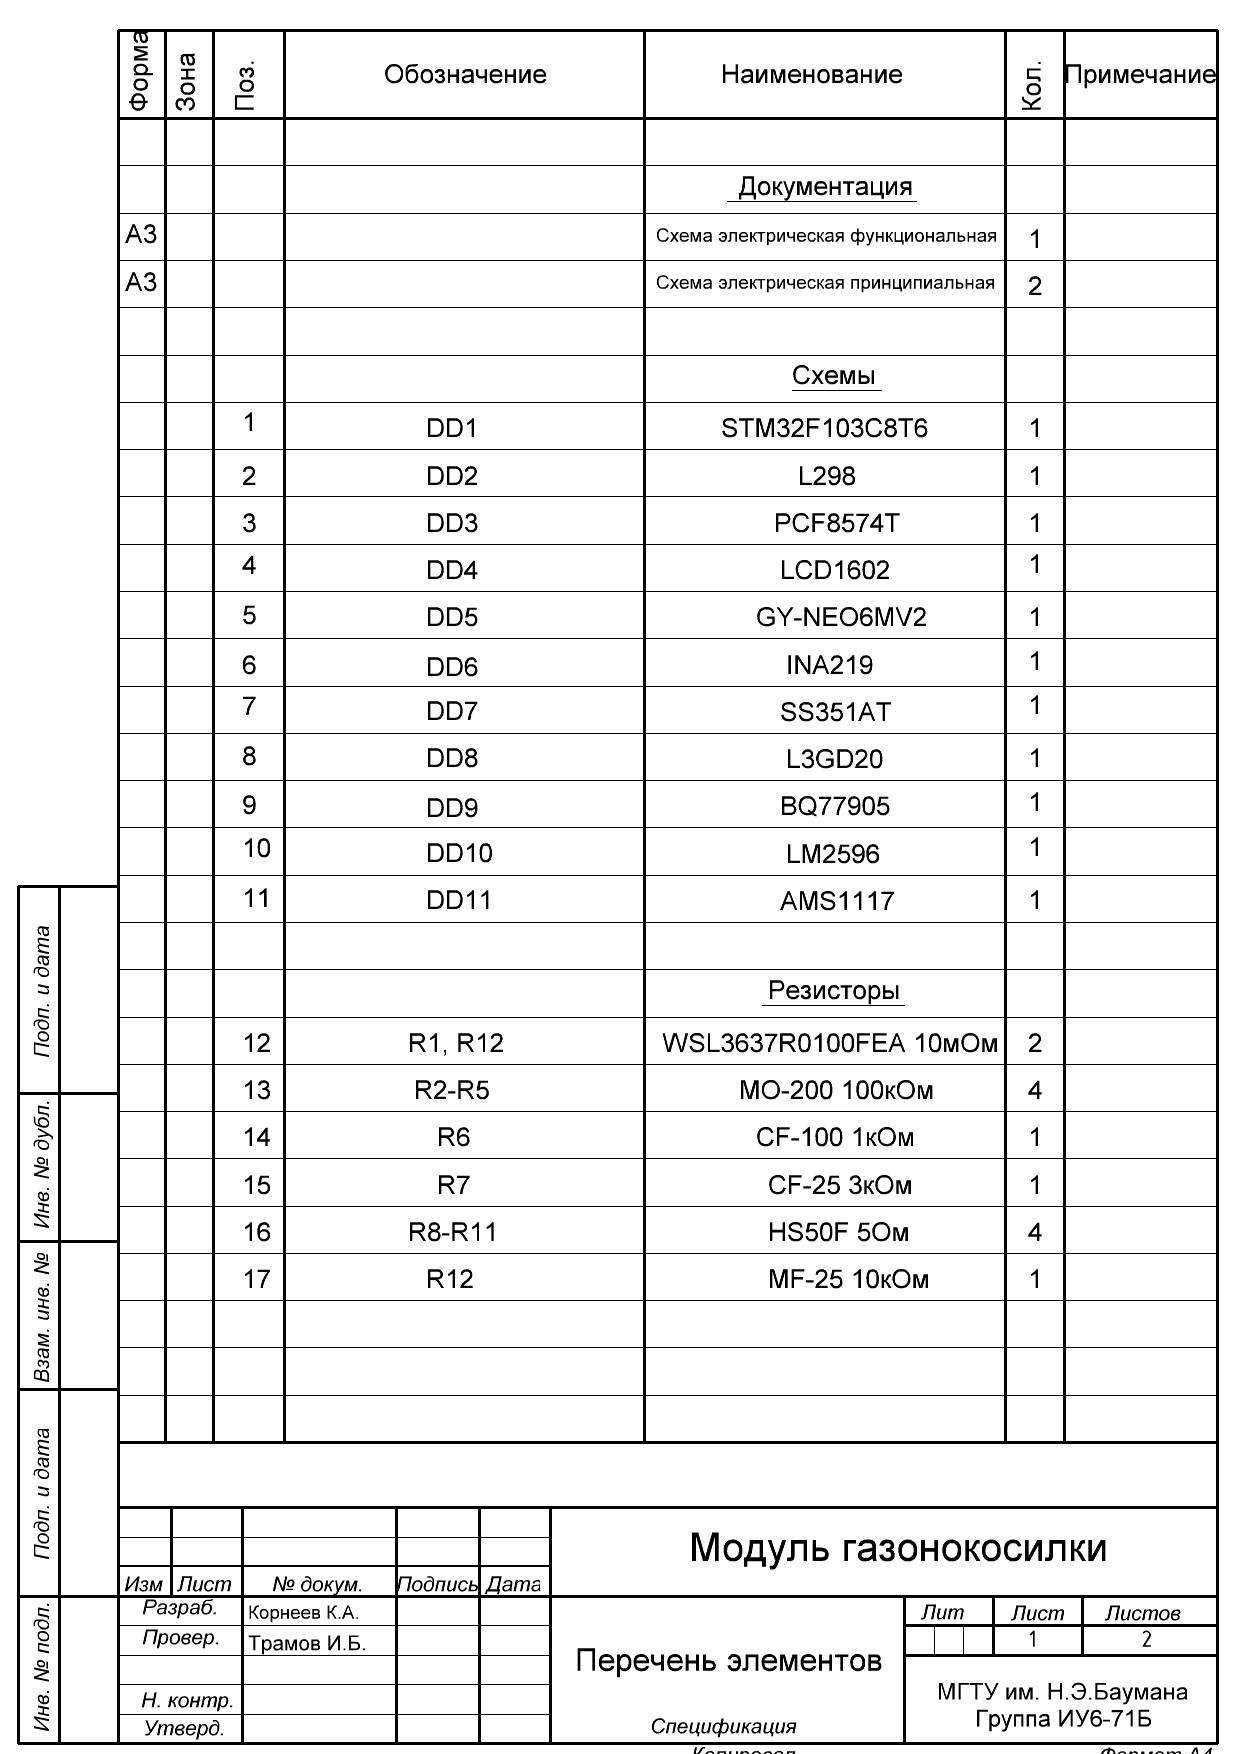 Форма Зона Поз. Обозначение Наименование Кол. Примечание
Документация
А3 Схема электрическая функциональная 1
А3 Схема электрическая принципиальная 2
Схемы
1 DD1 STM32F103C8T6 1
2 DD2 L298 1
3 DD3 PCF8574T 1
4 DD4 LCD1602 1
5 DD5 GY-NEO6MV2 1
6 DD6 INA219 1
7 DD7 SS351AT 1
8 DD8 L3GD20 1
9 DD9 BQ77905 1
10 DD10 LM2596 1
11 DD11 AMS1117 1
Резисторы
12 R1, R12 WSL3637R0100FEA 10мОм 2
13 R2-R5 MO-200 100кОм 4
14 R6 CF-100 1кОм 1
15 R7 CF-25 3кОм 1
16 R8-R11 HS50F 5Ом 4
17 R12 MF-25 10кОм 1
Подп. и дата
Инв. № дубл.
Взам. инв. №
Подп. и дата
Инв. № подл.
Модуль газонокосилки
Изм Лист № докум. Подпись Дата
Разраб. Корнеев К.А.
Провер. Трамов И.Б.
Н. контр.
Утверд.
Перечень элементов
Спецификация
Лит Лист Листов
1 2
МГТУ им. Н.Э.Баумана
Группа ИУ6-71Б
Копировал Формат А4